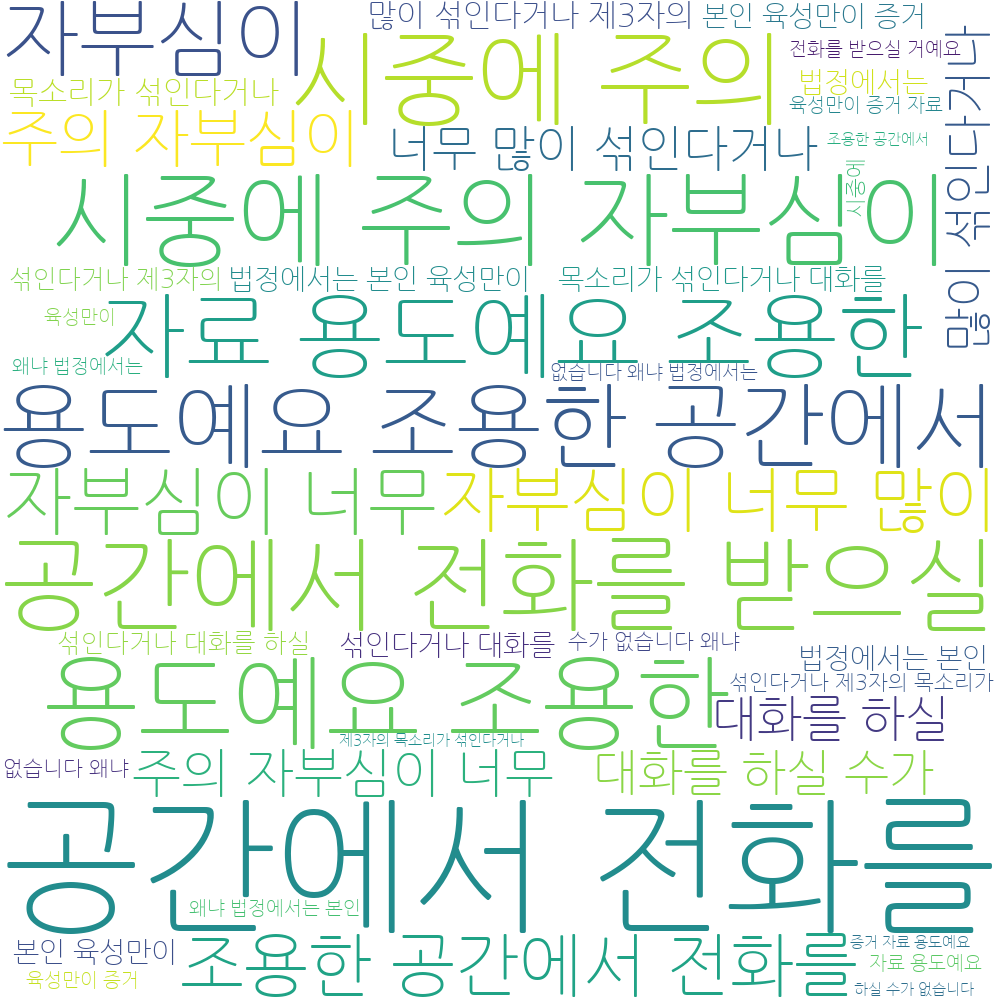 자부심이
많이 섞인다거나 제3자의
본인 육성만이 증거
시중에 주의
전화를 받으실 거예요
목소리가 섞인다거나
법정에서는
육성만이 증거 자료
주의 자부심이
너무 많이 섞인다거나
조용한 공간에서
많이 섞인다거나
시중에
시중에 주의 자부심이
섞인다거나 제3자의
법정에서는 본인 육성만이
목소리가 섞인다거나 대화를
육성만이
자료 용도예요 조용한
왜냐 법정에서는
없습니다 왜냐 법정에서는
용도예요 조용한 공간에서
자부심이 너무
자부심이 너무 많이
공간에서 전화를 받으실
섞인다거나 대화를 하실
섞인다거나 대화를
수가 없습니다 왜냐
법정에서는 본인
용도예요 조용한
섞인다거나 제3자의 목소리가
대화를 하실
제3자의 목소리가 섞인다거나
없습니다 왜냐
주의 자부심이 너무
대화를 하실 수가
공간에서 전화를
왜냐 법정에서는 본인
본인 육성만이
조용한 공간에서 전화를
증거 자료 용도예요
자료 용도예요
육성만이 증거
하실 수가 없습니다